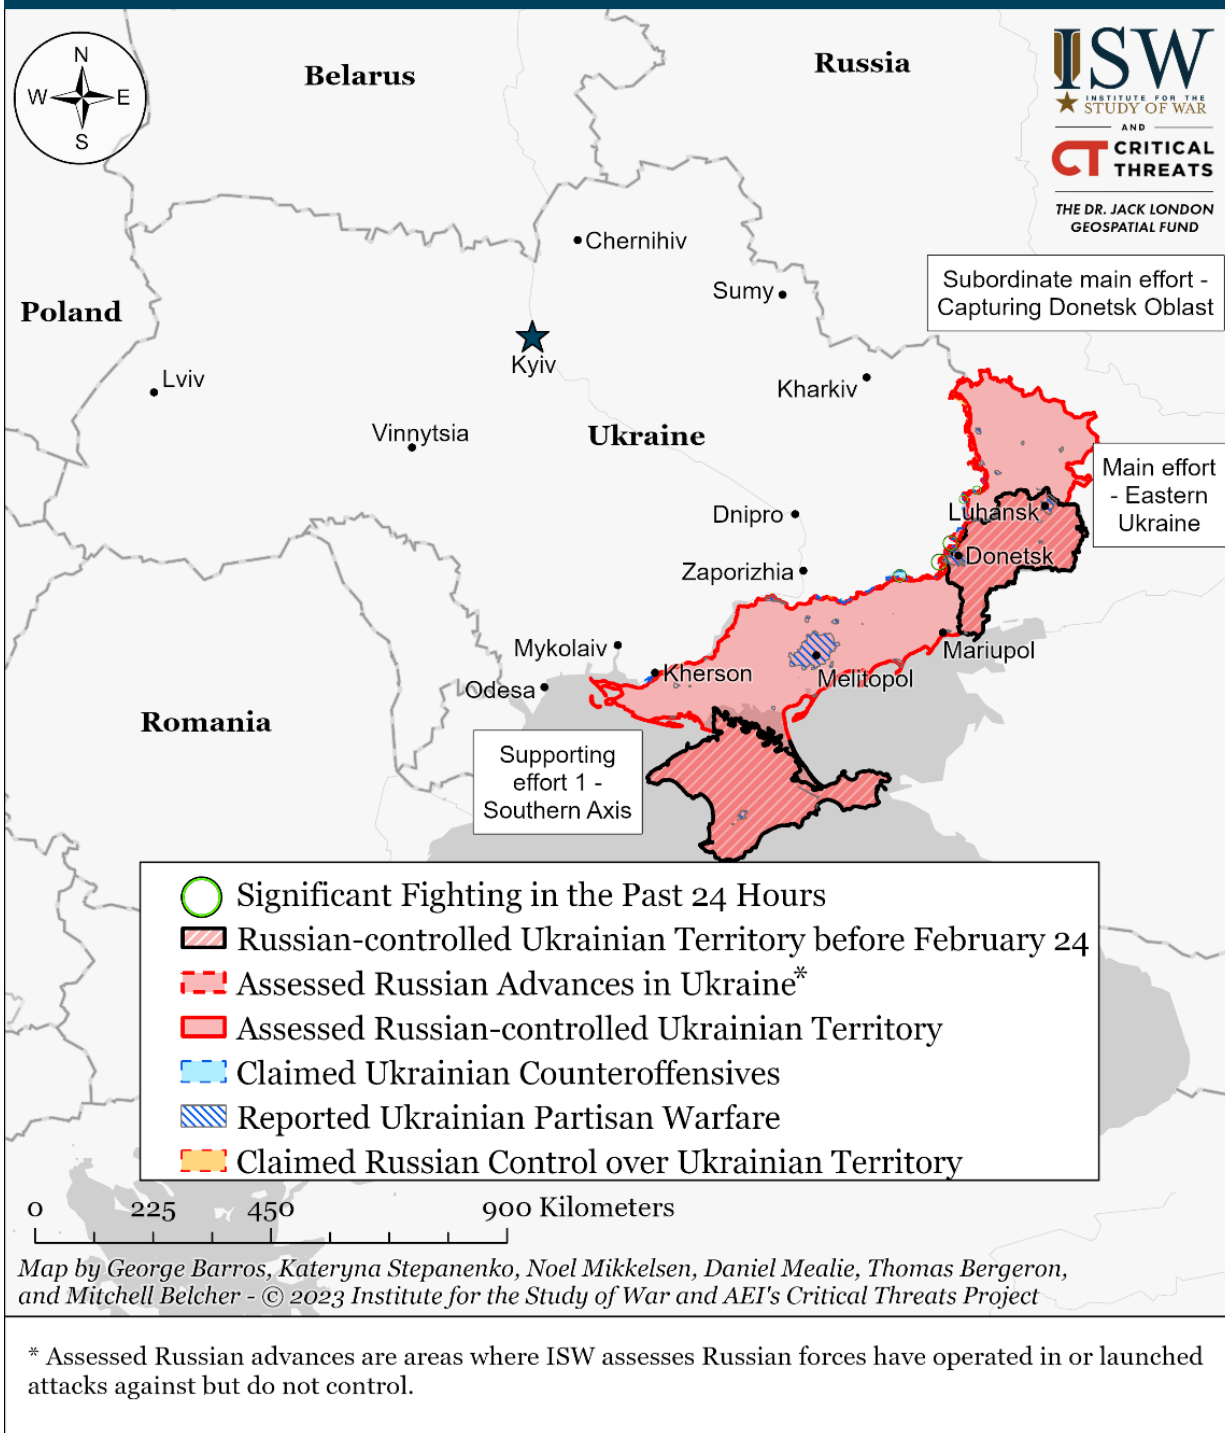 N
W
E
S
Belarus
Russia
ISW
INSTITUTE FOR THE
STUDY OF WAR
AND
CT CRITICAL
THREATS
THE DR. JACK LONDON
GEOSPATIAL FUND
Chernihiv
Subordinate main effort -
Capturing Donetsk Oblast
Sumy
Poland
Kyiv
Lviv
Kharkiv
Vinnytsia
Ukraine
Main effort
- Eastern
Ukraine
Luhansk
Dnipro
Donetsk
Zaporizhia
Mykolaiv
Mariupol
Kherson
Melitopol
Odesa
Romania
Supporting
effort 1 -
Southern Axis
Significant Fighting in the Past 24 Hours
Russian-controlled Ukrainian Territory before February 24
Assessed Russian Advances in Ukraine*
Assessed Russian-controlled Ukrainian Territory
Claimed Ukrainian Counteroffensives
Reported Ukrainian Partisan Warfare
Claimed Russian Control over Ukrainian Territory
0 225 450 900 Kilometers
Map by George Barros, Kateryna Stepanenko, Noel Mikkelsen, Daniel Mealie, Thomas Bergeron,
and Mitchell Belcher - © 2023 Institute for the Study of War and AEI's Critical Threats Project
* Assessed Russian advances are areas where ISW assesses Russian forces have operated in or launched
attacks against but do not control.